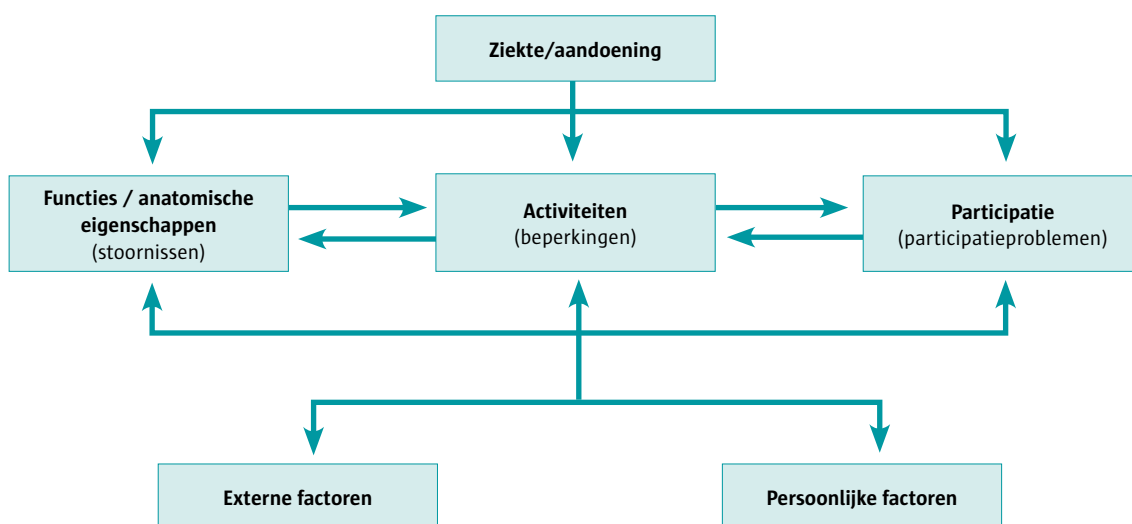 Ziekte/aandoening
Functies / anatomische
eigenschappen
(stoornissen)
Activiteiten
(beperkingen)
Participatie
(participatieproblemen)
Externe factoren
Persoonlijke factoren